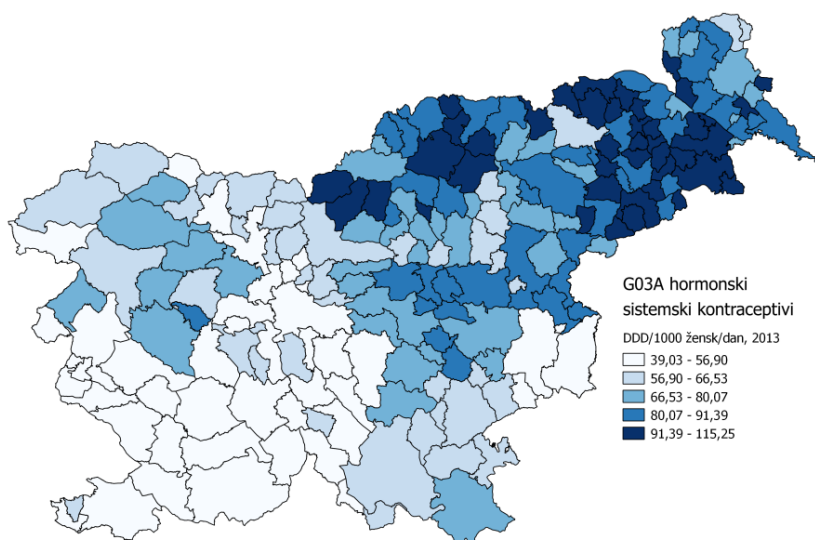 G03A hormonski
sistemski kontraceptivi
DDD/1000 žensk/dan, 2013
39,03 - 56,90
56,90 - 66,53
66,53 - 80,07
80,07 - 91,39
91,39 - 115,25